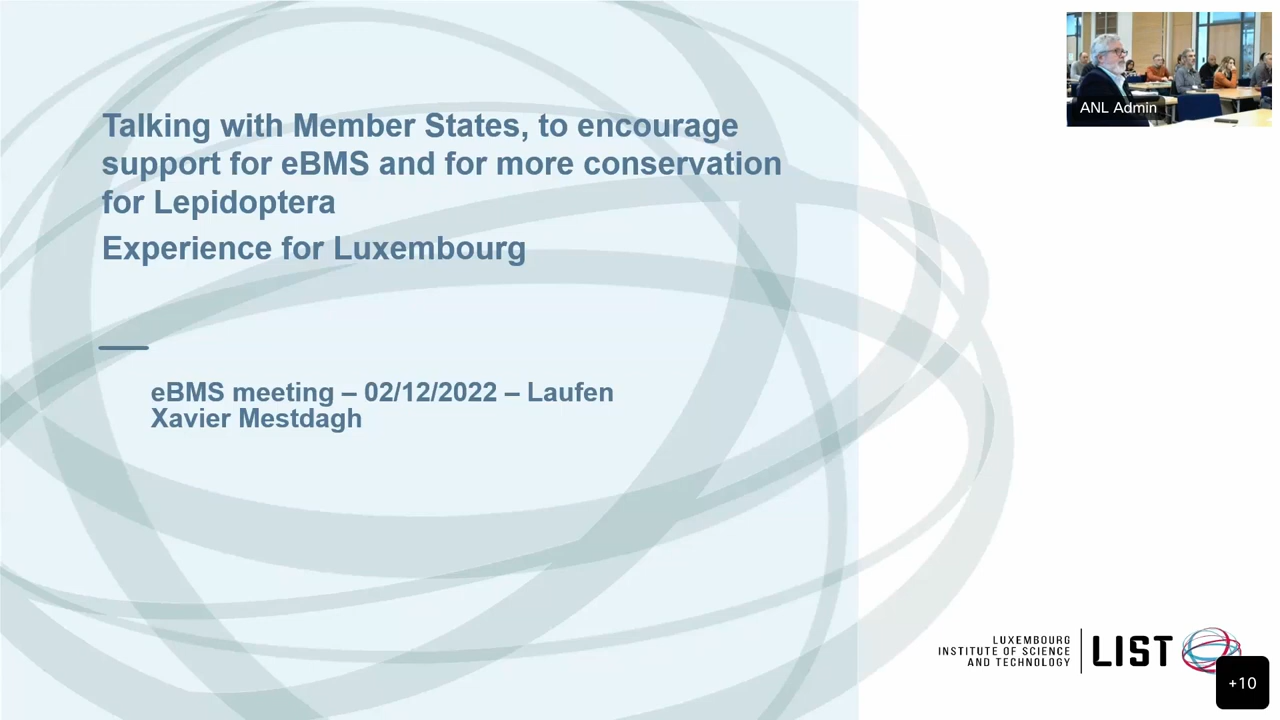 Talking with Member States, to encourage
support for eBMS and for more conservation
for Lepidoptera
Experience for Luxembourg
eBMS meeting – 02/12/2022 – Laufen
Xavier Mestdagh
ANL Admin
LUXEMBOURG
INSTITUTE OF SCIENCE
AND TECHNOLOGY
LIST
+10